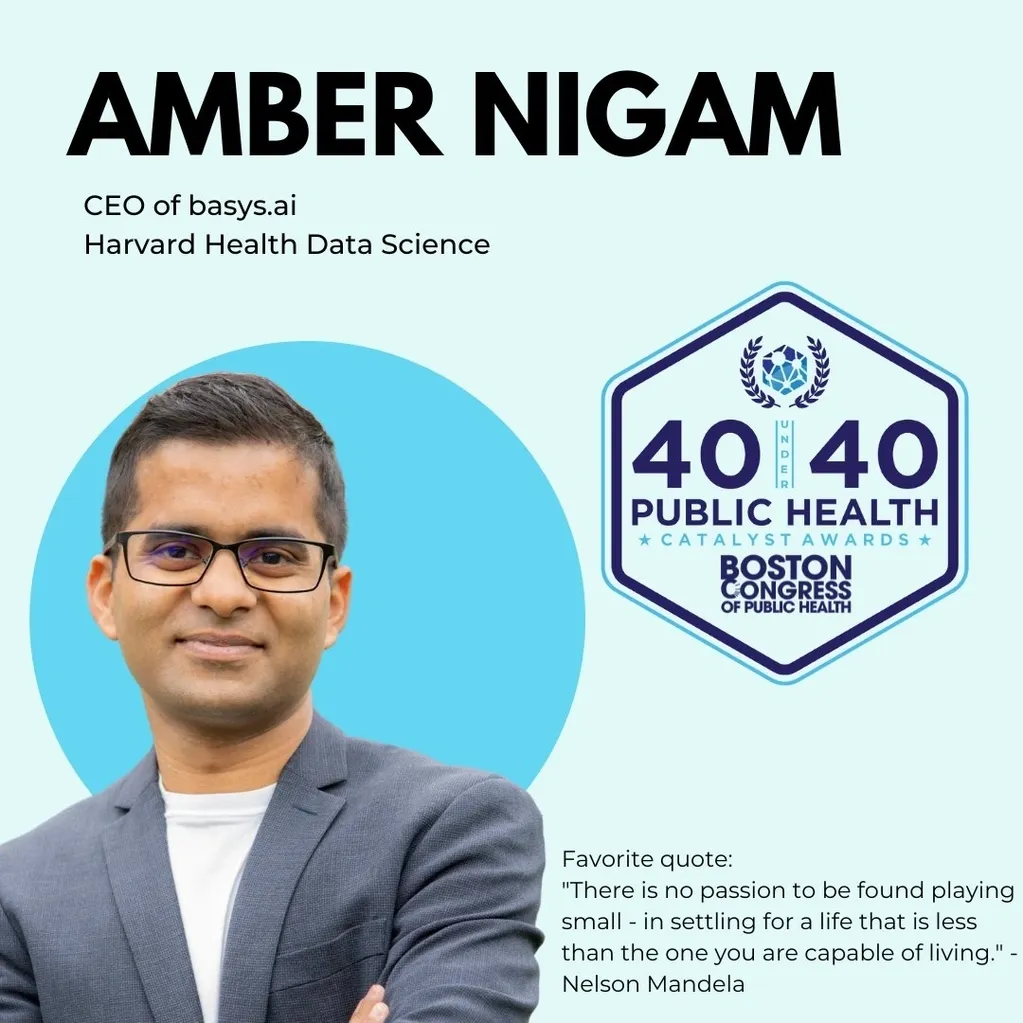 AMBER NIGAM
CEO of basys.ai
Harvard Health Data Science
40 UNDER 40
PUBLIC HEALTH
★ CATALYST AWARDS ★
BOSTON
CONGRESS
OF PUBLIC HEALTH
Favorite quote:
"There is no passion to be found playing
small - in settling for a life that is less
than the one you are capable of living." -
Nelson Mandela